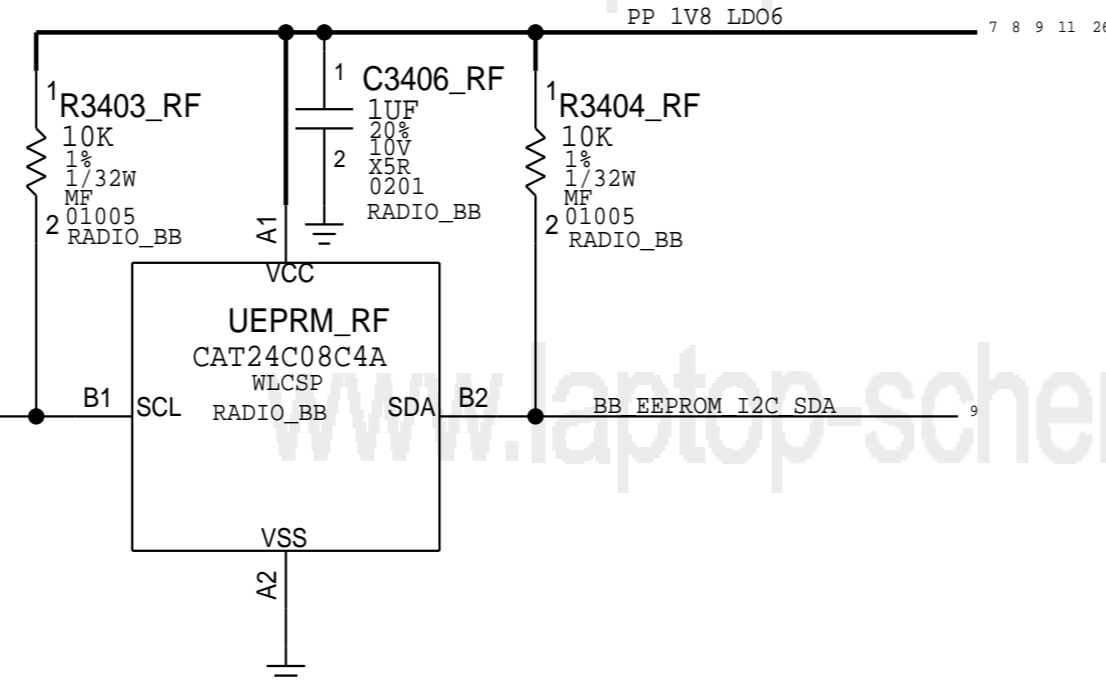 PP 1V8 LDO6
7 8 9 11 26
1
R3403_RF
10K
1%
1/32W
MF
01005
2
RADIO_BB
1
C3406_RF
1UF
20%
10V
X5R
0201
2
RADIO_BB
1
R3404_RF
10K
1%
1/32W
MF
01005
2
RADIO_BB
A1
VCC
UEPRM_RF
CAT24C08C4A
WLCSP
RADIO_BB
B1
SCL
SDA
B2
BB EEPROM I2C SDA
9
www.laptop-sche
VSS
A2